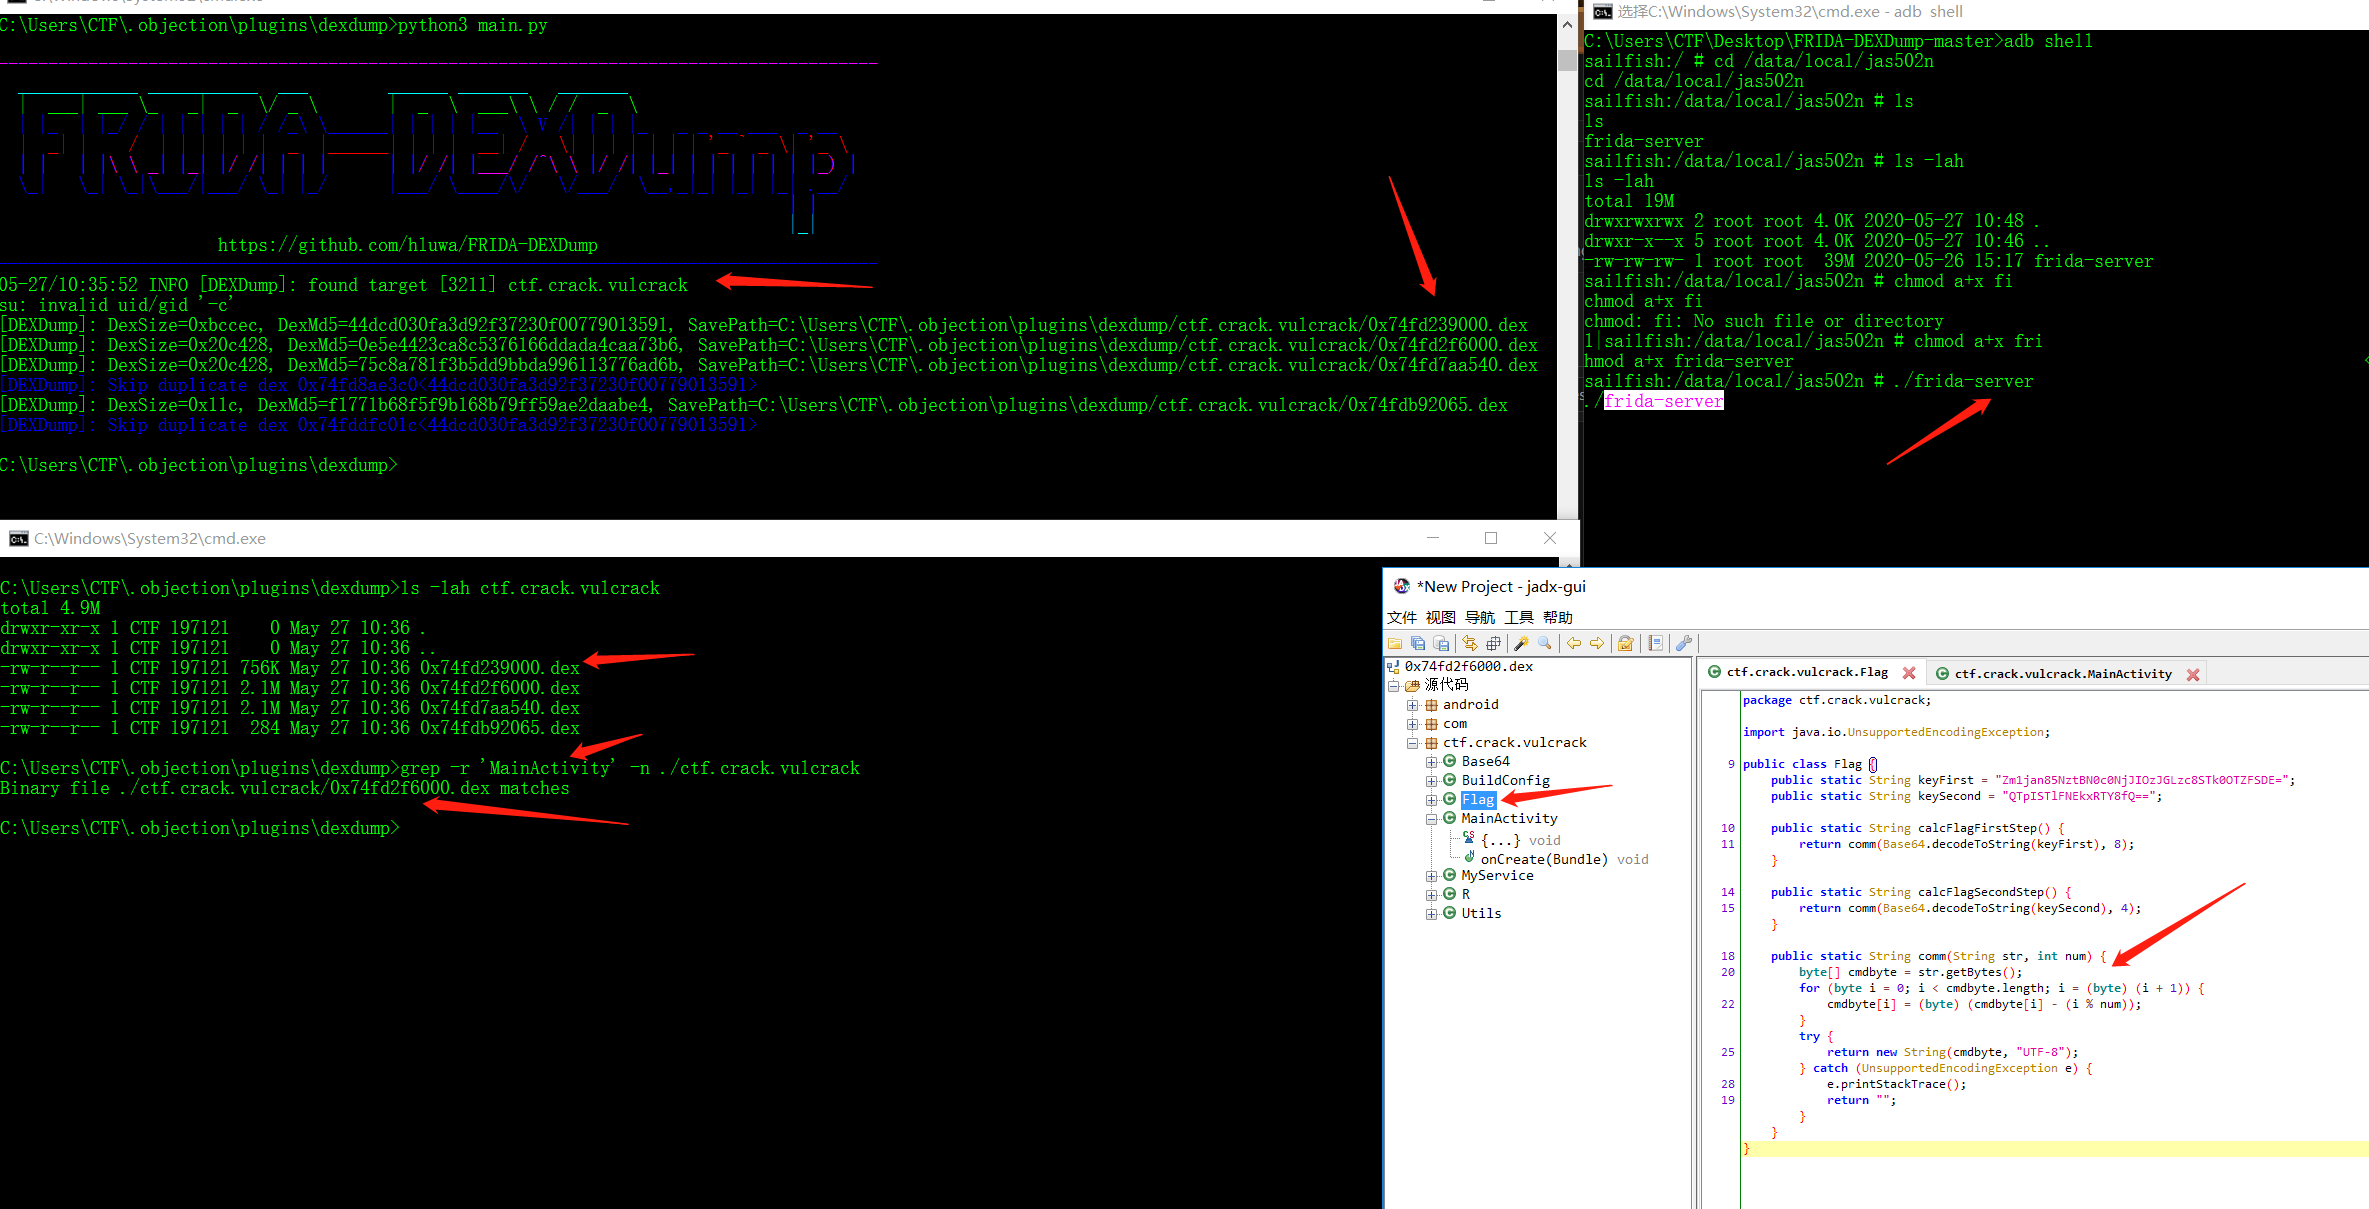 C:\Users\CTF\.objection\plugins\dexdump>python3 main.py
FRIDA-DEXDump
https://github.com/hluwa/FRIDA-DEXDump
05-27/10:35:52 INFO [DEXDump]: found target [3211] ctf.crack.vulcrack
su: invalid uid/gid '-c'
[DEXDump]: DexSize=0xbccec, DexMd5=44dcd030fa3d92f37230f00779013591, SavePath=C:\Users\CTF\.objection\plugins\dexdump/ctf.crack.vulcrack/0x74fd239000.dex
[DEXDump]: DexSize=0x20c428, DexMd5=0e5e4423ca8c5376166ddada4caa73b6, SavePath=C:\Users\CTF\.objection\plugins\dexdump/ctf.crack.vulcrack/0x74fd2f6000.dex
[DEXDump]: DexSize=0x20c428, DexMd5=75c8a781f3b5dd9bbda996113776ad6b, SavePath=C:\Users\CTF\.objection\plugins\dexdump/ctf.crack.vulcrack/0x74fd7aa540.dex
[DEXDump]: Skip duplicate dex 0x74fd8ae3c0<44dcd030fa3d92f37230f00779013591>
[DEXDump]: DexSize=0x11c, DexMd5=f1771b68f5f9b168b79ff59ae2daabe4, SavePath=C:\Users\CTF\.objection\plugins\dexdump/ctf.crack.vulcrack/0x74fdb92065.dex
[DEXDump]: Skip duplicate dex 0x74fddfc01c<44dcd030fa3d92f37230f00779013591>
C:\Users\CTF\.objection\plugins\dexdump>
选择C:\Windows\System32\cmd.exe - adb shell
C:\Users\CTF\Desktop\FRIDA-DEXDump-master>adb shell
sailfish:/ # cd /data/local/jas502n
cd /data/local/jas502n
sailfish:/data/local/jas502n # ls
ls
frida-server
sailfish:/data/local/jas502n # ls -lah
ls -lah
total 19M
drwxrwxrwx 2 root root 4.0K 2020-05-27 10:48 .
drwxr-x--x 5 root root 4.0K 2020-05-27 10:46 ..
-rw-rw-rw- 1 root root  39M 2020-05-26 15:17 frida-server
sailfish:/data/local/jas502n # chmod a+x fi
chmod a+x fi
chmod: fi: No such file or directory
1|sailfish:/data/local/jas502n # chmod a+x fri
hmod a+x frida-server
sailfish:/data/local/jas502n # ./frida-server
./frida-server
C:\Windows\System32\cmd.exe
C:\Users\CTF\.objection\plugins\dexdump>ls -lah ctf.crack.vulcrack
total 4.9M
drwxr-xr-x 1 CTF 197121    0 May 27 10:36 .
drwxr-xr-x 1 CTF 197121    0 May 27 10:36 ..
-rw-r--r-- 1 CTF 197121 756K May 27 10:36 0x74fd239000.dex
-rw-r--r-- 1 CTF 197121 2.1M May 27 10:36 0x74fd2f6000.dex
-rw-r--r-- 1 CTF 197121 2.1M May 27 10:36 0x74fd7aa540.dex
-rw-r--r-- 1 CTF 197121  284 May 27 10:36 0x74fdb92065.dex
C:\Users\CTF\.objection\plugins\dexdump>grep -r 'MainActivity' -n ./ctf.crack.vulcrack
Binary file ./ctf.crack.vulcrack/0x74fd2f6000.dex matches
C:\Users\CTF\.objection\plugins\dexdump>
*New Project - jadx-gui
文件 视图 导航 工具 帮助
0x74fd2f6000.dex
源代码
android
com
ctf.crack.vulcrack
Base64
BuildConfig
Flag
MainActivity
{...} void
onCreate(Bundle) void
MyService
R
Utils
ctf.crack.vulcrack.Flag
ctf.crack.vulcrack.MainActivity
package ctf.crack.vulcrack;
import java.io.UnsupportedEncodingException;
9 public class Flag {
public static String keyFirst = "Zm1jan85NztBN0c0NjJIOzJGLzc8STk0OTZFSDE=";
public static String keySecond = "QTpISTlFNEkxRTY8fQ==";
10 public static String calcFlagFirstStep() {
11 return comm(Base64.decodeToString(keyFirst), 8);
}
14 public static String calcFlagSecondStep() {
15 return comm(Base64.decodeToString(keySecond), 4);
}
18 public static String comm(String str, int num) {
20 byte[] cmdbyte = str.getBytes();
for (byte i = 0; i < cmdbyte.length; i = (byte) (i + 1)) {
22 cmdbyte[i] = (byte) (cmdbyte[i] - (i % num));
}
try {
25 return new String(cmdbyte, "UTF-8");
} catch (UnsupportedEncodingException e) {
28 e.printStackTrace();
19 return "";
}
}
}